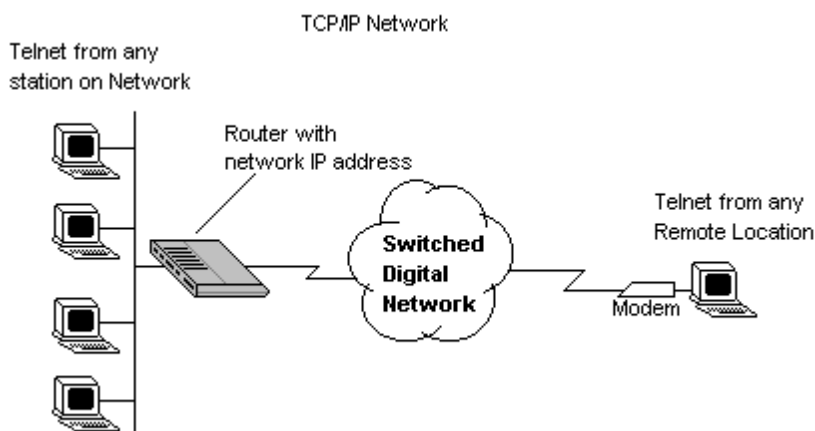 TCP/IP Network
Telnet from any
station on Network
Router with
network IP address
Switched
Digital
Network
Telnet from any
Remote Location
Modem